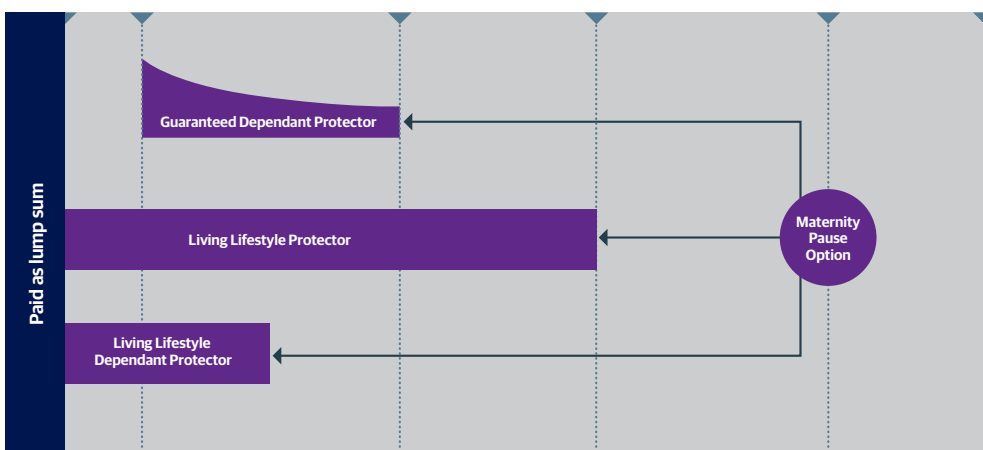 Paid as lump sum
Guaranteed Dependant Protector
Living Lifestyle Protector
Living Lifestyle
Dependant Protector
Maternity
Pause
Option